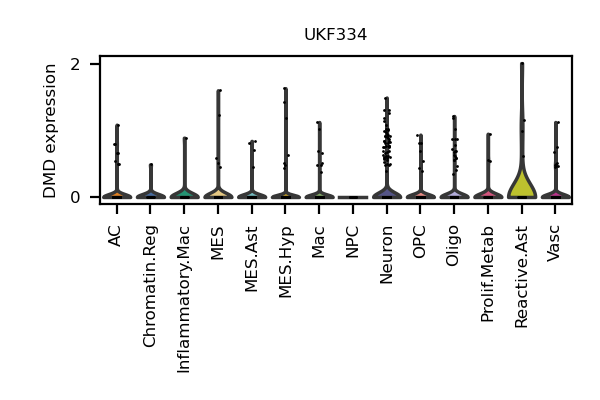 UKF334
DMD expression
2
0
AC
Chromatin.Reg
Inflammatory.Mac
MES
MES.Ast
MES.Hyp
Mac
NPC
Neuron
OPC
Oligo
Prolif.Metab
Reactive.Ast
Vasc